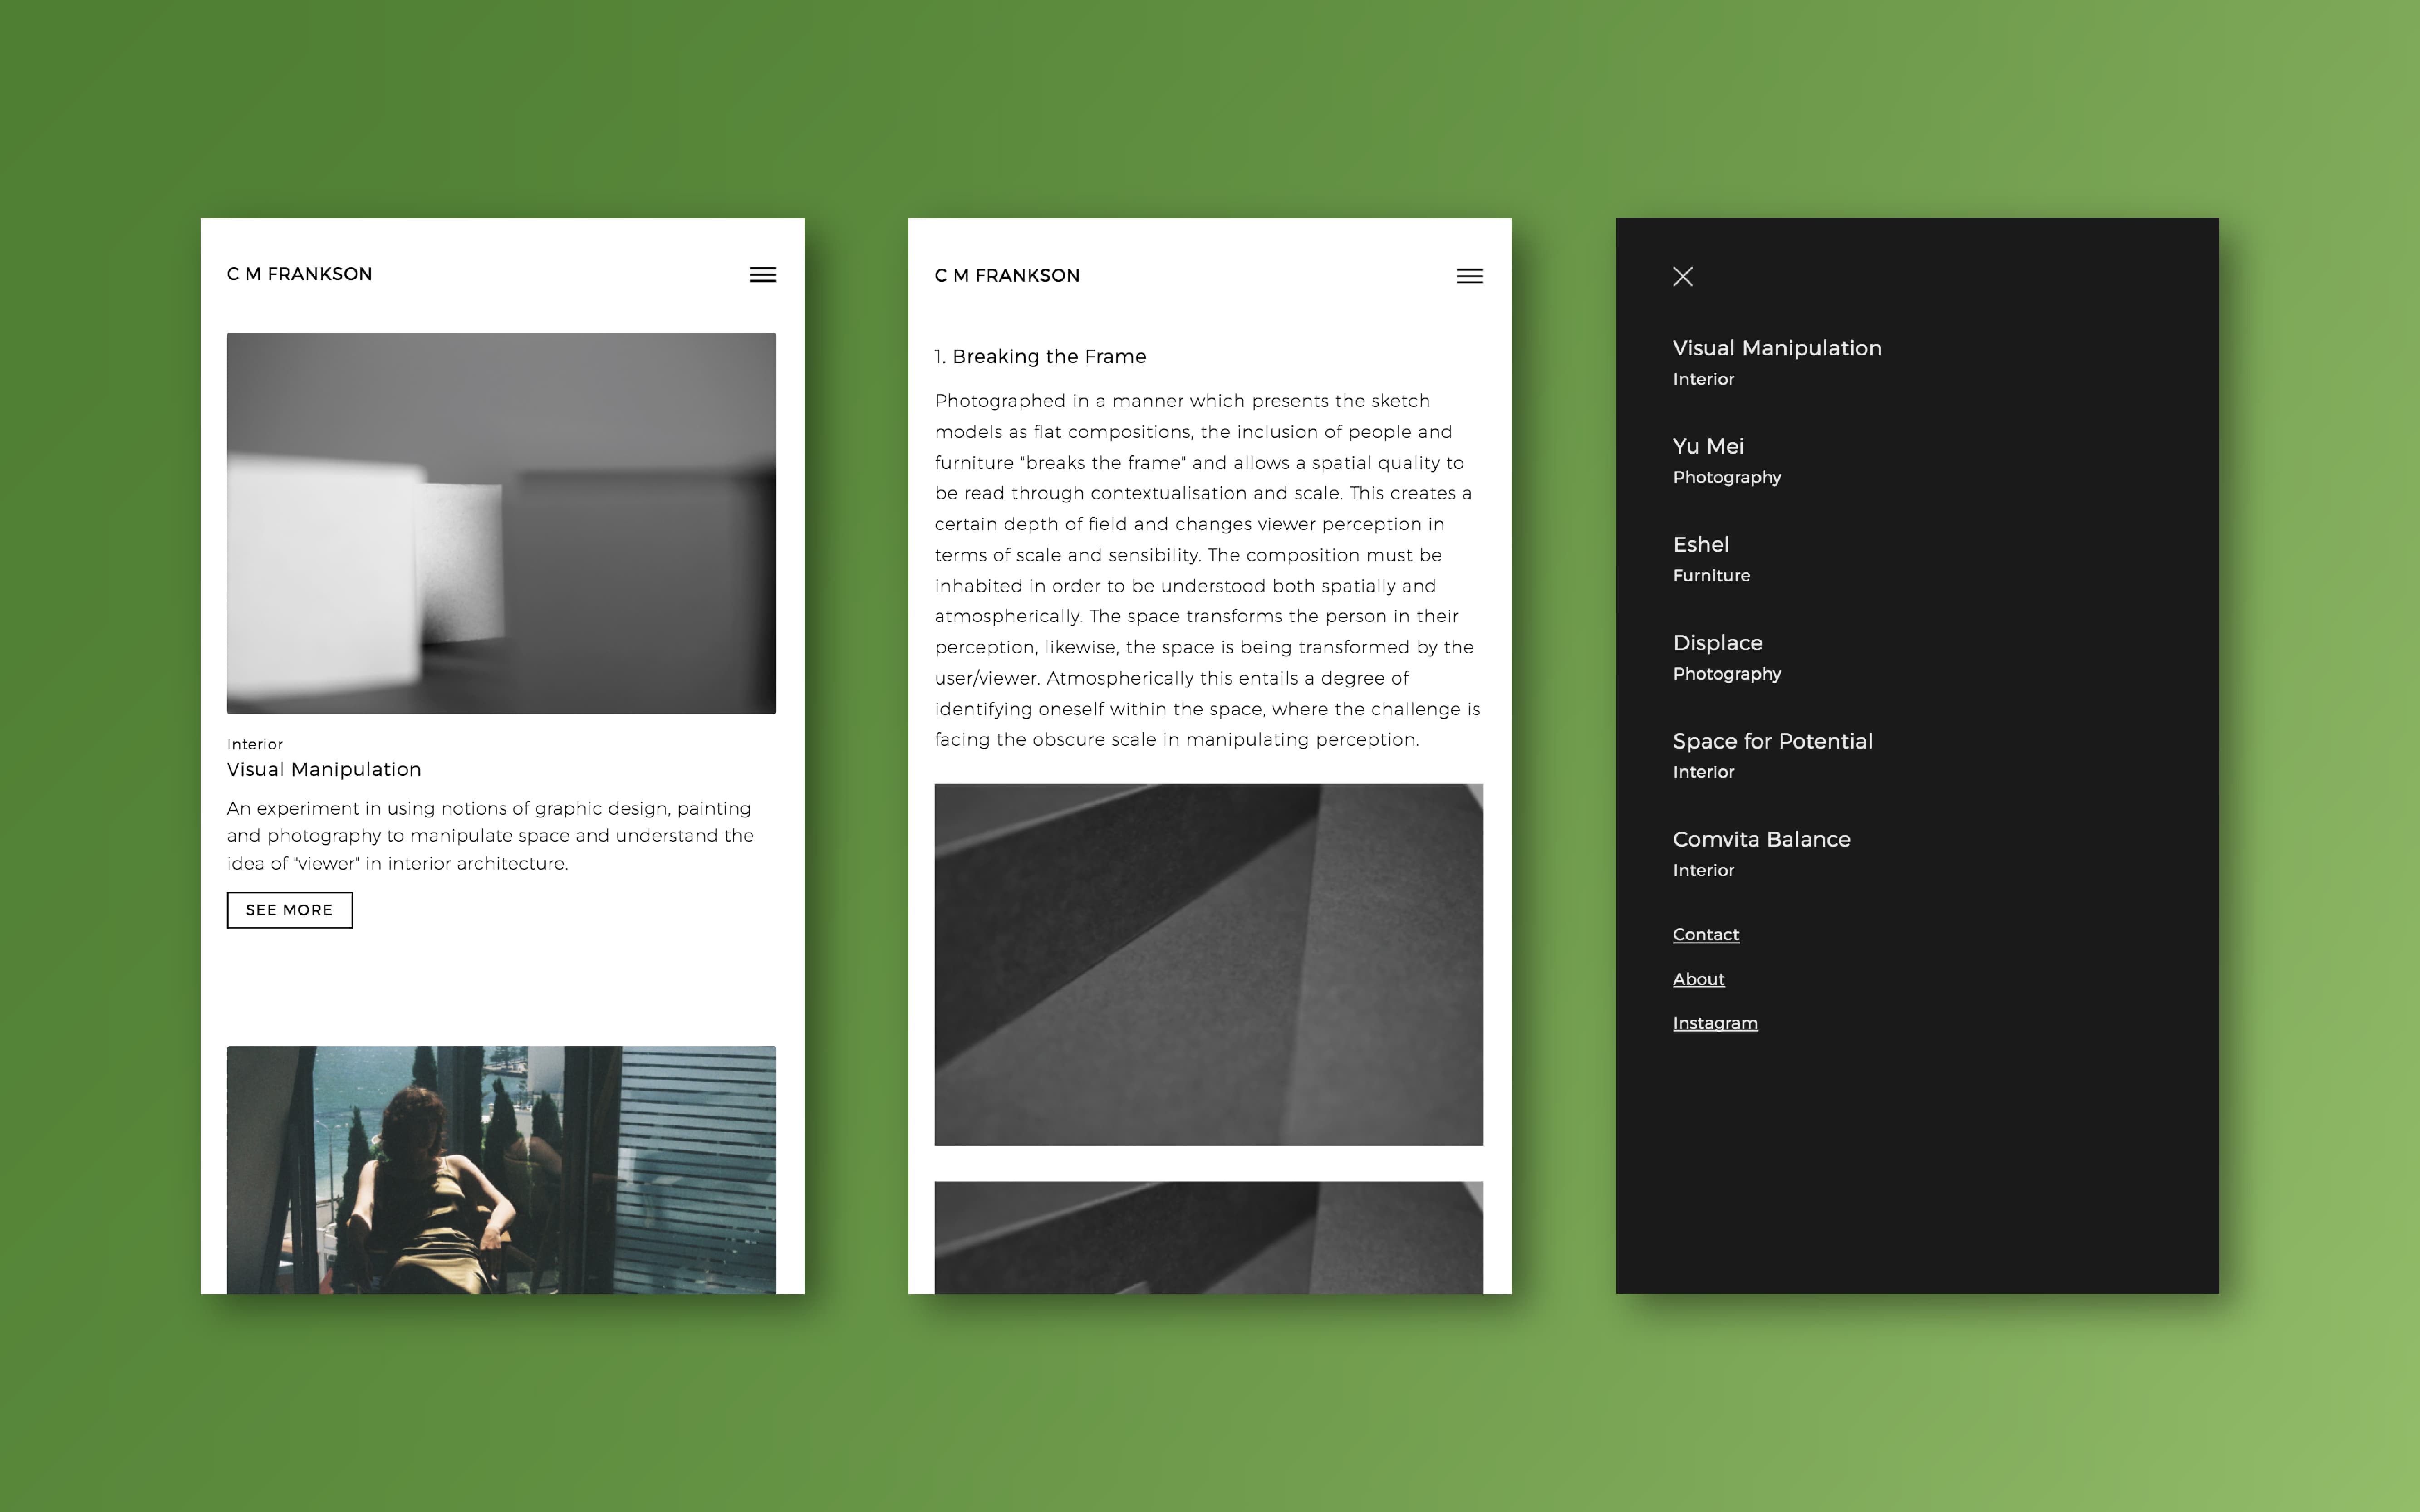 C M FRANKSON
Interior
Visual Manipulation
An experiment in using notions of graphic design, painting
and photography to manipulate space and understand the
idea of "viewer" in interior architecture.
SEE MORE
C M FRANKSON
1. Breaking the Frame
Photographed in a manner which presents the sketch
models as flat compositions, the inclusion of people and
furniture "breaks the frame" and allows a spatial quality to
be read through contextualisation and scale. This creates a
certain depth of field and changes viewer perception in
terms of scale and sensibility. The composition must be
inhabited in order to be understood both spatially and
atmospherically. The space transforms the person in their
perception, likewise, the space is being transformed by the
user/viewer. Atmospherically this entails a degree of
identifying oneself within the space, where the challenge is
facing the obscure scale in manipulating perception.
Visual Manipulation
Interior
Yu Mei
Photography
Eshel
Furniture
Displace
Photography
Space for Potential
Interior
Comvita Balance
Interior
Contact
About
Instagram